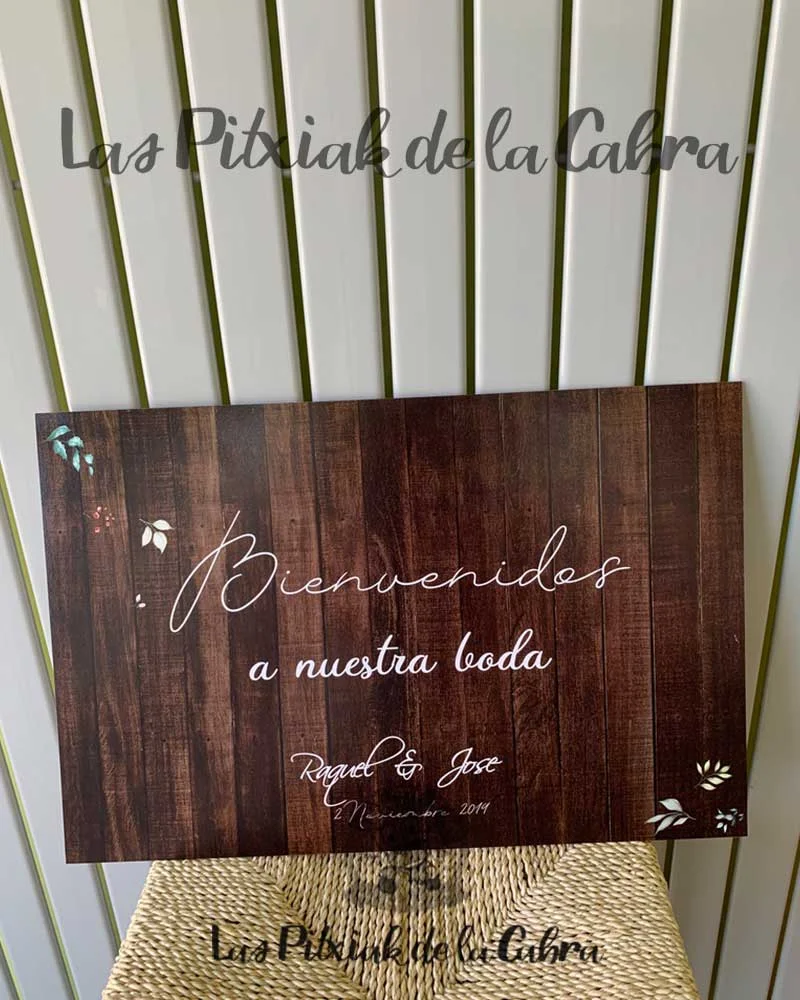 Las Pitxiak de la Cabra
Bienvenidos
a nuestra boda
Raquel & Jose
2 Noviembre 2019
Las Pitxiak de la Cabra